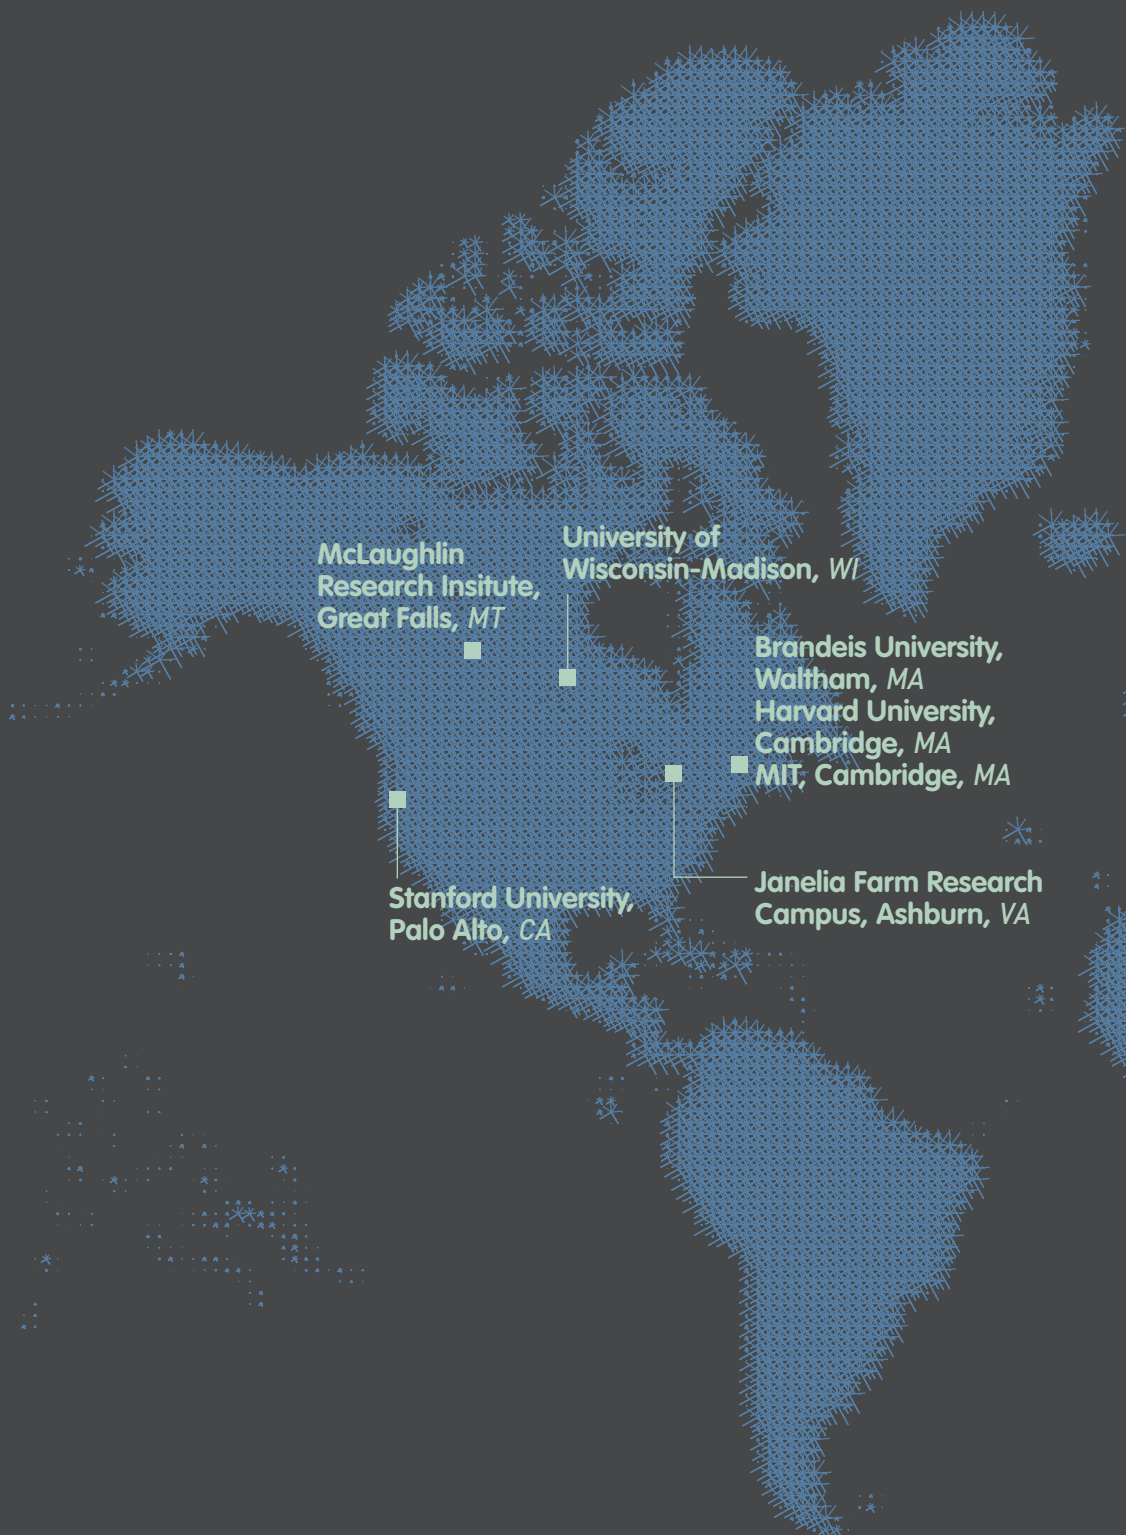 McLaughlin
Research Insitute,
Great Falls, MT
University of
Wisconsin-Madison, WI
Brandeis University,
Waltham, MA
Harvard University,
Cambridge, MA
MIT, Cambridge, MA
Stanford University,
Palo Alto, CA
Janelia Farm Research
Campus, Ashburn, VA